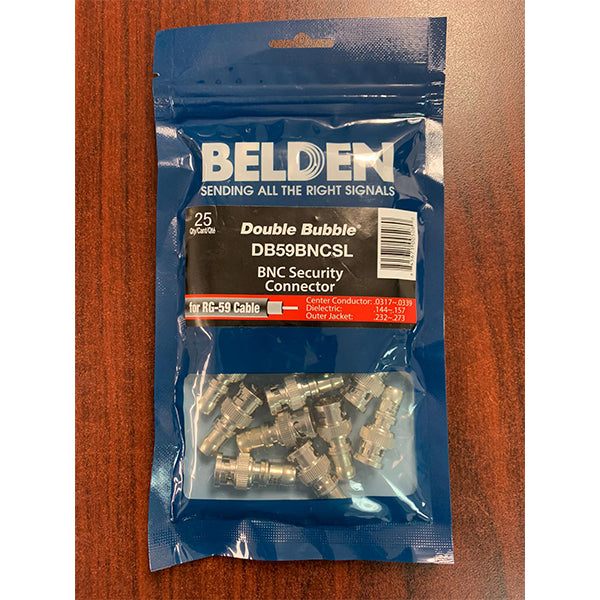 BELDEN
SENDING ALL THE RIGHT SIGNALS
25
Qty/Cant/Qté
Double Bubble®
DB59BNCSL
BNC Security
Connector
for RG-59 Cable
Center Conductor: .0317~.0339
Dielectric: .144~.157
Outer Jacket: .232~.273